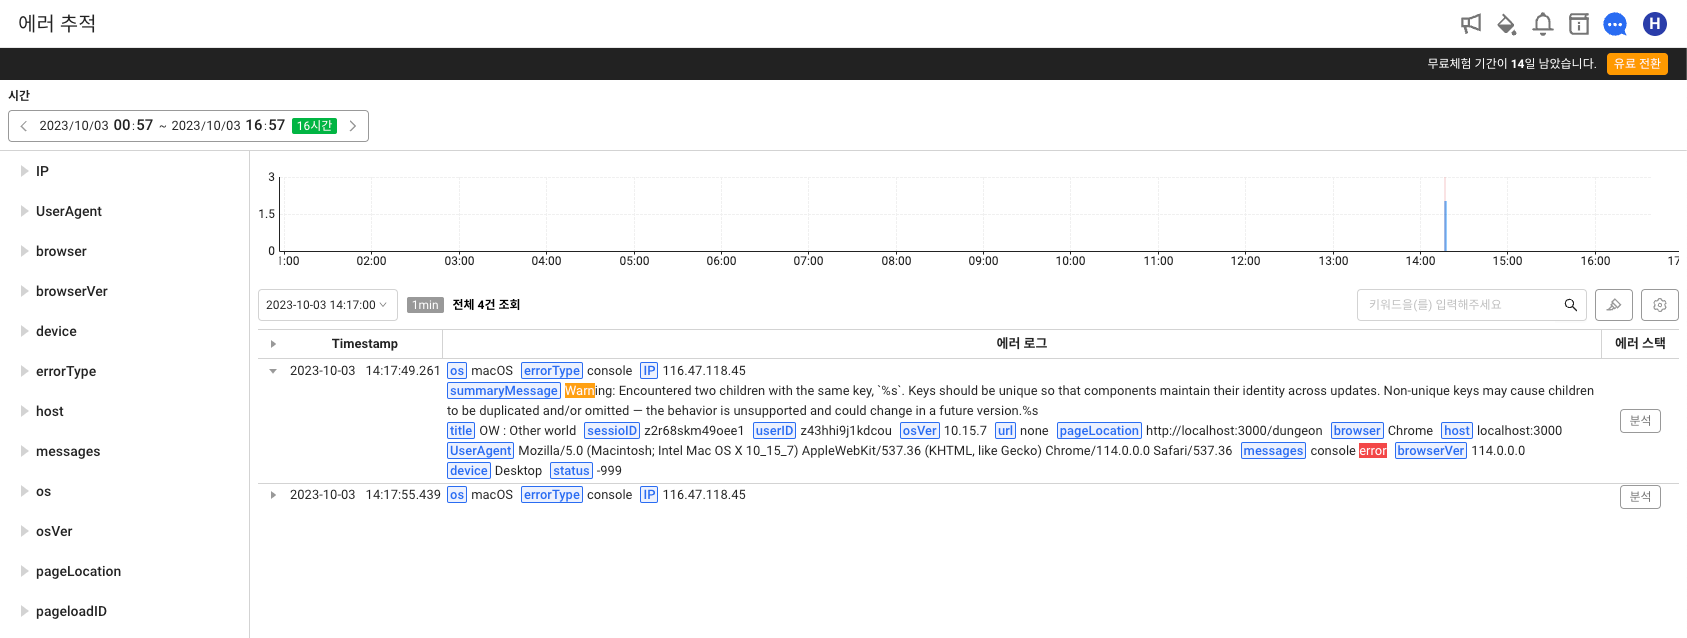 에러 추적
H
무료체험 기간이 14일 남았습니다. 유료 전환
시간
2023/10/03 00:57 ~ 2023/10/03 16:57 16시간
IP
UserAgent
browser
browserVer
device
errorType
host
messages
os
osVer
pageLocation
pageloadID
3
1.5
0
:00 02:00 03:00 04:00 05:00 06:00 07:00 08:00 09:00 10:00 11:00 12:00 13:00 14:00 15:00 16:00 17
2023-10-03 14:17:00 1min 전체 4건 조회 키워드을(를) 입력해주세요
Timestamp 에러 로그 에러 스택
2023-10-03 14:17:49.261 os macOS errorType console IP 116.47.118.45
summaryMessage Warning: Encountered two children with the same key, `%s`. Keys should be unique so that components maintain their identity across updates. Non-unique keys may cause children
to be duplicated and/or omitted — the behavior is unsupported and could change in a future version.%s
분석
title OW : Other world sessioID z2r68skm49oee1 userID z43hhi9j1kdcou osVer 10.15.7 url none pageLocation http://localhost:3000/dungeon browser Chrome host localhost:3000
UserAgent Mozilla/5.0 (Macintosh; Intel Mac OS X 10_15_7) AppleWebKit/537.36 (KHTML, like Gecko) Chrome/114.0.0.0 Safari/537.36 messages console error browserVer 114.0.0.0
device Desktop status -999
2023-10-03 14:17:55.439 os macOS errorType console IP 116.47.118.45 분석